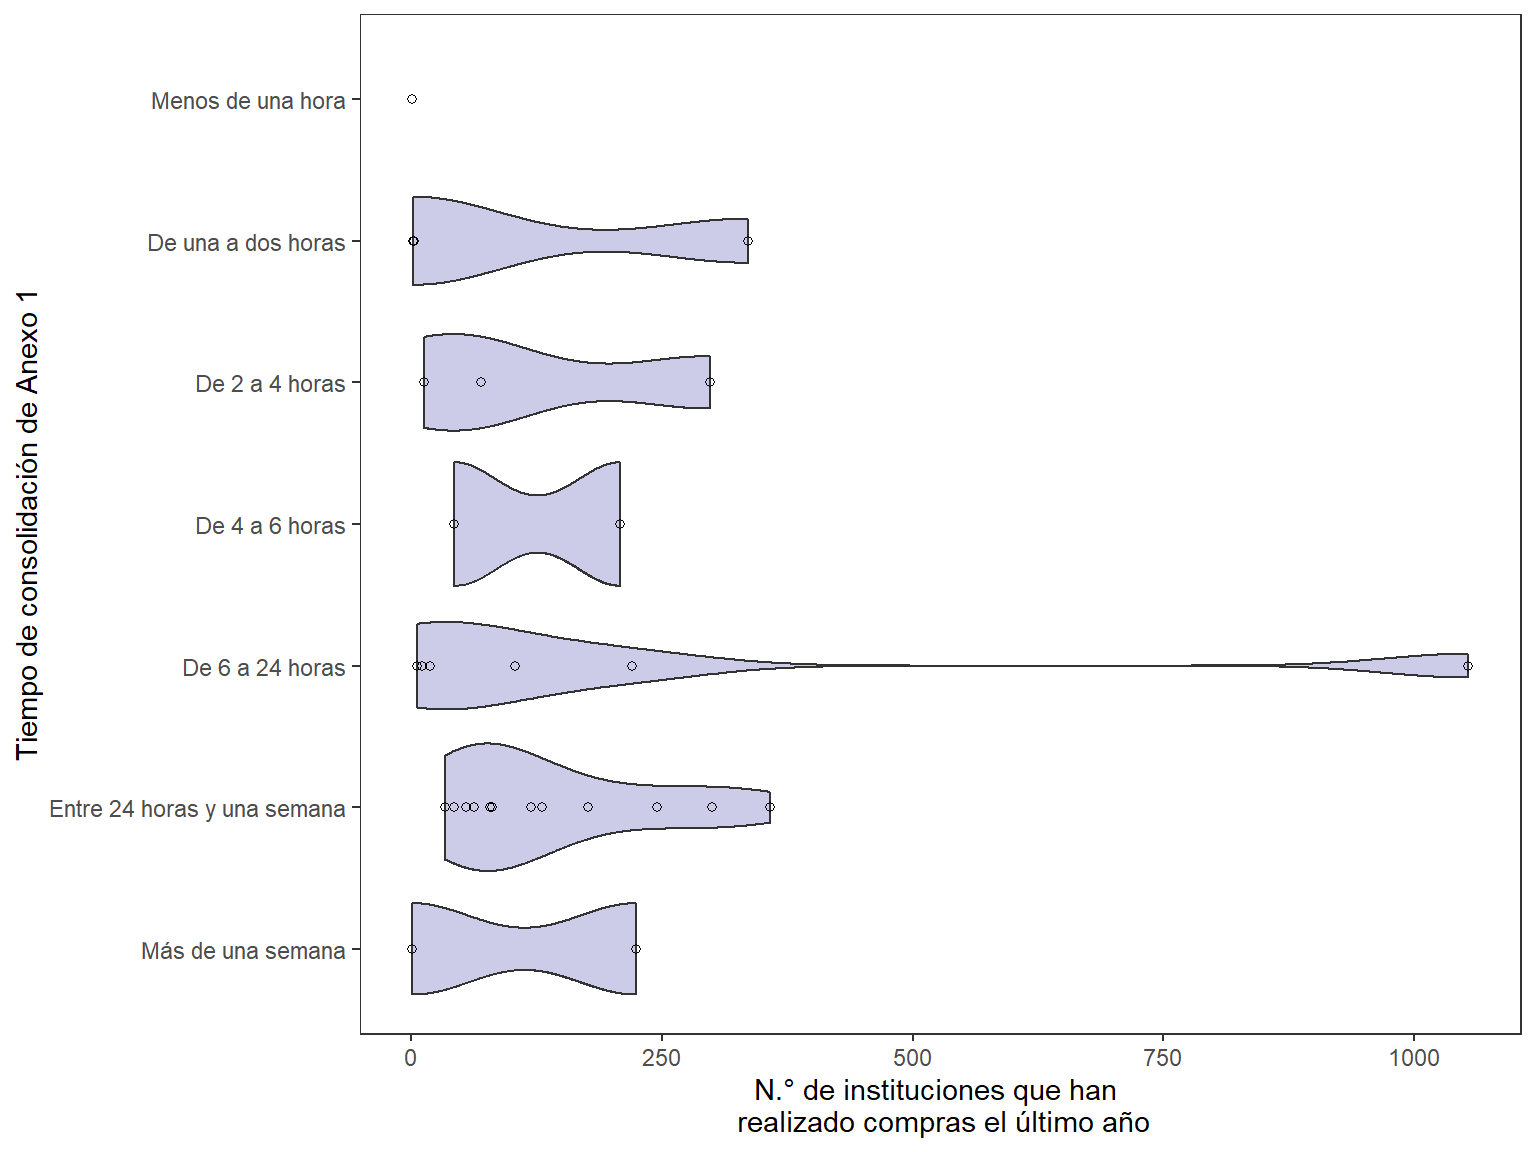 Tiempo de consolidación de Anexo 1
Menos de una hora
De una a dos horas
De 2 a 4 horas
De 4 a 6 horas
De 6 a 24 horas
Entre 24 horas y una semana
Más de una semana
0 250 500 750 1000
N.° de instituciones que han
realizado compras el último año